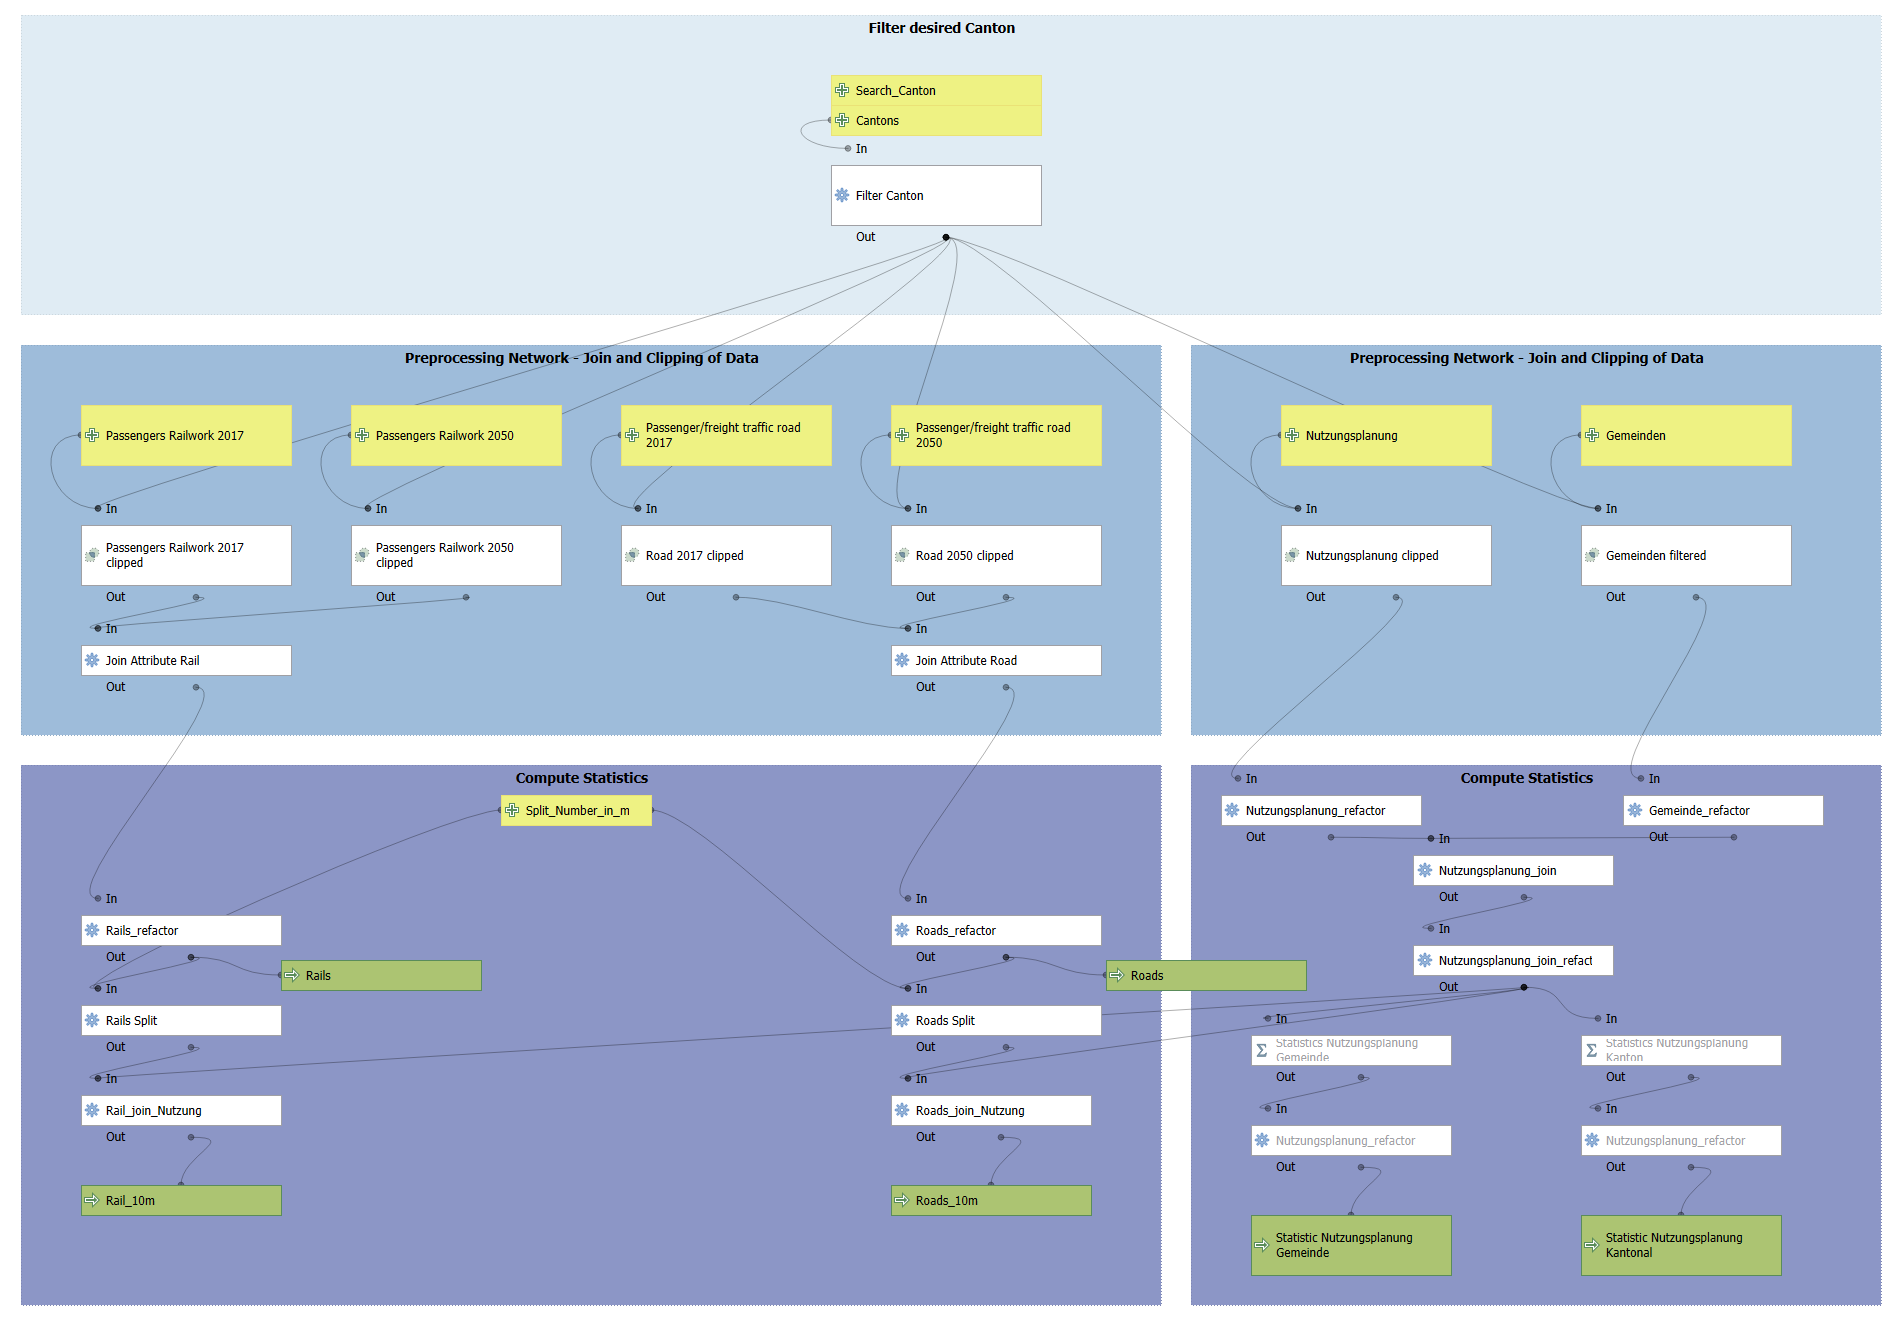 Filter desired Canton
Search_Canton
Cantons
In
Filter Canton
Out
Preprocessing Network - Join and Clipping of Data
Passengers Railwork 2017
Passengers Railwork 2050
Passenger/freight traffic road
2017
Passenger/freight traffic road
2050
In
In
In
In
Passengers Railwork 2017
clipped
Passengers Railwork 2050
clipped
Road 2017 clipped
Road 2050 clipped
Out
Out
Out
Out
In
In
Join Attribute Rail
Join Attribute Road
Out
Out
Preprocessing Network - Join and Clipping of Data
Nutzungsplanung
Gemeinden
In
In
Nutzungsplanung clipped
Gemeinden filtered
Out
Out
Compute Statistics
Split_Number_in_m
In
In
Rails_refactor
Roads_refactor
Out
Out
Rails
Roads
In
In
Rails Split
Roads Split
Out
Out
In
In
Rail_join_Nutzung
Roads_join_Nutzung
Out
Out
Rail_10m
Roads_10m
Compute Statistics
In
In
Nutzungsplanung_refactor
Gemeinde_refactor
Out
Out
In
Nutzungsplanung_join
Out
In
Nutzungsplanung_join_refact
Out
In
In
Statistics Nutzungsplanung
Gemeinde
Statistics Nutzungsplanung
Kanton
Out
Out
In
In
Nutzungsplanung_refactor
Nutzungsplanung_refactor
Out
Out
Statistic Nutzungsplanung
Gemeinde
Statistic Nutzungsplanung
Kantonal